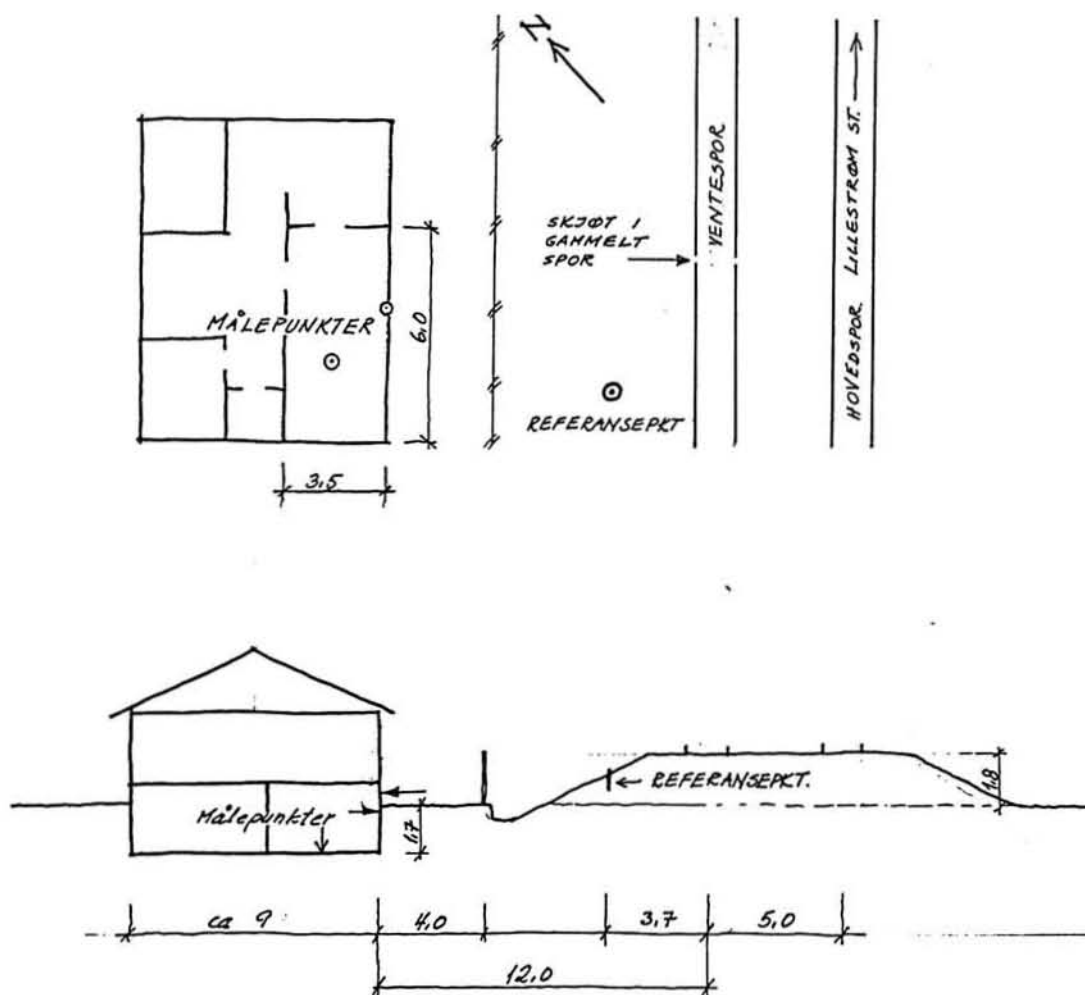 N
SKJØT I
GAMMELT
SPOR
VENTESPOR
HOVEDSPOR. LILLESTRØM ST.
MÅLEPUNKTER
6,0
REFERANSEPKT
3,5
REFERANSEPKT.
1,8
Målepunkter
1,7
ca 9
4,0
3,7
5,0
12,0